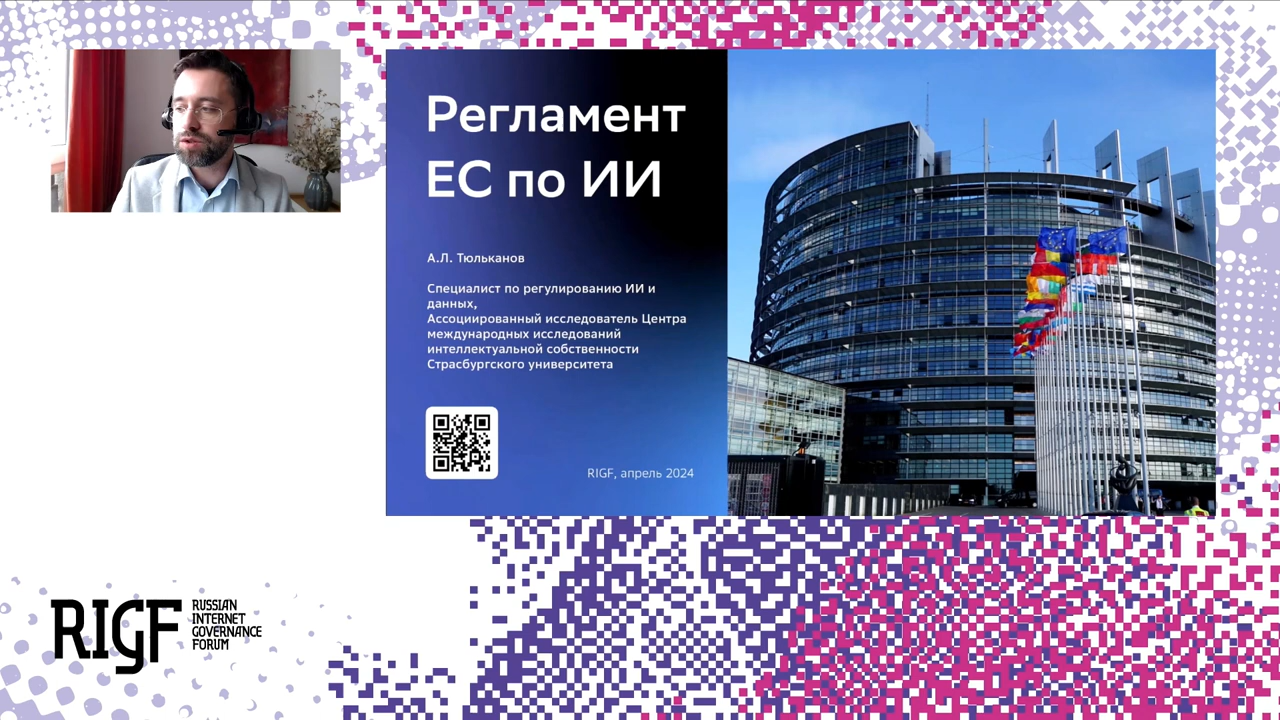 Регламент
ЕС по ИИ
А.Л. Тюльканов
Специалист по регулированию ИИ и
данных,
Ассоциированный исследователь Центра
международных исследований
интеллектуальной собственности
Страсбургского университета
RIGF, апрель 2024
RIGF
RUSSIAN
INTERNET
GOVERNANCE
FORUM